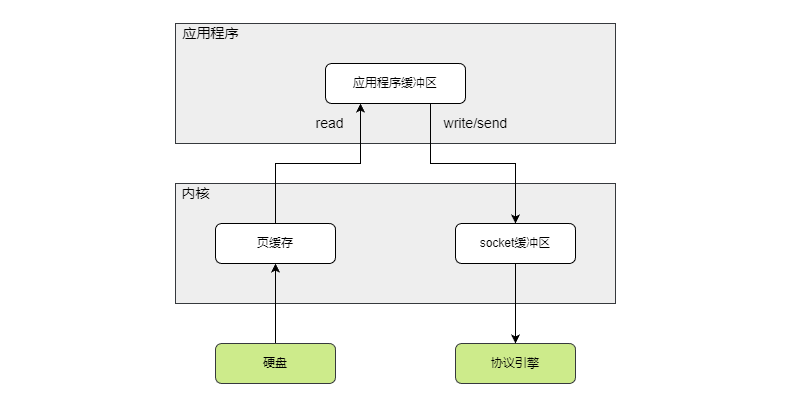 应用程序
应用程序缓冲区
read
write/send
内核
页缓存
socket缓冲区
硬盘
协议引擎